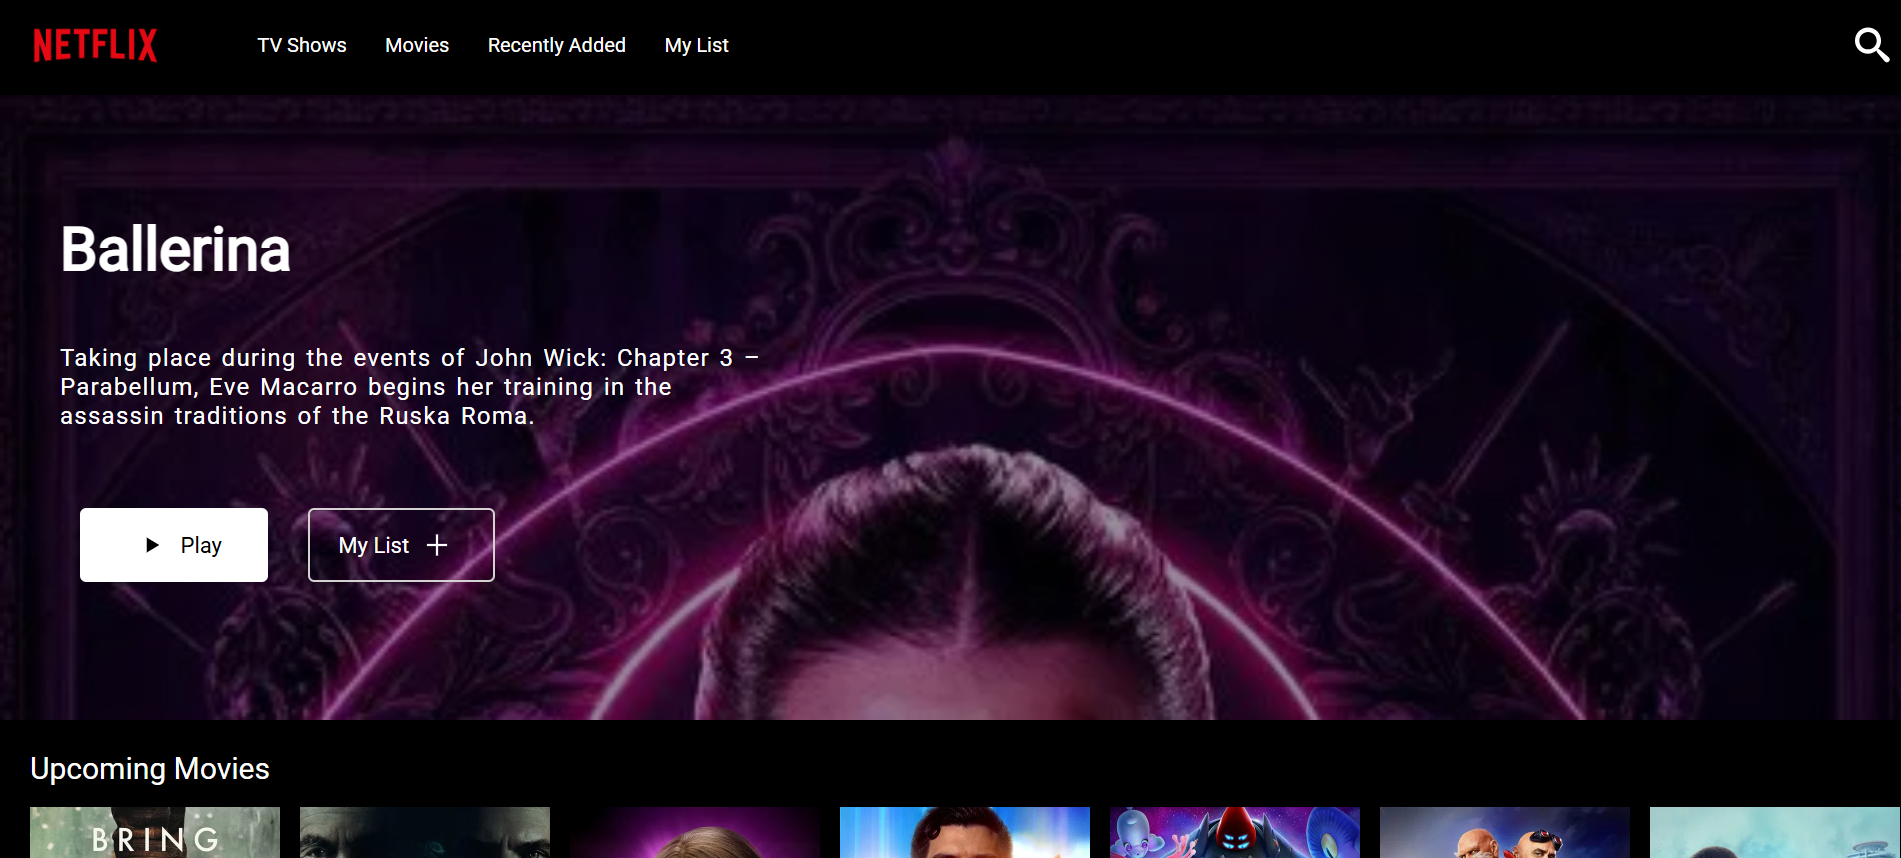 NETFLIX
TV Shows
Movies
Recently Added
My List
Ballerina
Taking place during the events of John Wick: Chapter 3 –
Parabellum, Eve Macarro begins her training in the
assassin traditions of the Ruska Roma.
Play
My List
Upcoming Movies
BRING